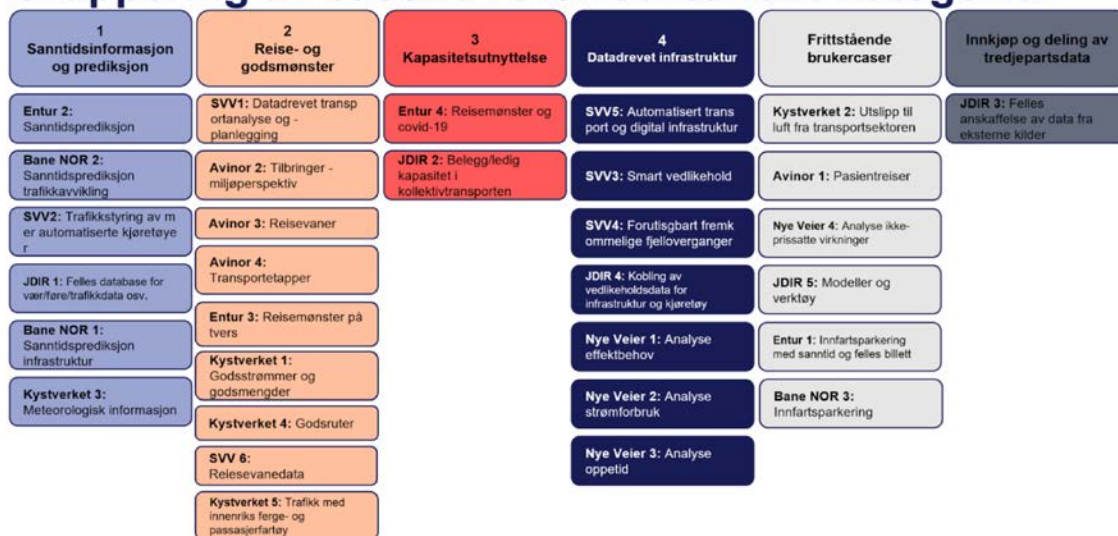 1
Sanntidsinformasjon
og prediksjon
Entur 2:
Sanntidsprediksjon
Bane NOR 2:
Sanntidsprediksjon
trafikkavvikling
SVV2: Trafikkstyring av m
er automatiserte kjøretøye
r
JDIR 1: Felles database for
vær/føre/trafikkdata osv.
Bane NOR 1:
Sanntidsprediksjon
infrastruktur
Kystverket 3:
Meteorologisk informasjon
2
Reise- og
godsmønster
SVV1: Datadrevet transp
ortanalyse og -
planlegging
Avinor 2: Tilbringer -
miljøperspektiv
Avinor 3: Reisevaner
Avinor 4:
Transportetapper
Entur 3: Reisemønster på
tvers
Kystverket 1:
Godsstrømmer og
godsmengder
Kystverket 4: Godsruter
SVV 6:
Reiesevanedata
Kystverket 5: Trafikk med
innenriks ferge- og
passasjerfartøy
3
Kapasitetsutnyttelse
Entur 4: Reisemønster og
covid-19
JDIR 2: Belegg/ledig
kapasitet i
kollektivtransporten
4
Datadrevet infrastruktur
SVV5: Automatisert trans
port og digital infrastruktur
SVV3: Smart vedlikehold
SVV4: Forutisgbart fremk
ommelige fjelloverganger
JDIR 4: Kobling av
vedlikeholdsdata for
infrastruktur og kjøretøy
Nye Veier 1: Analyse
effektbehov
Nye Veier 2: Analyse
strømforbruk
Nye Veier 3: Analyse
oppetid
Frittstående
brukercaser
Kystverket 2: Utslipp til
luft fra transportsektoren
Avinor 1: Pasientreiser
Nye Veier 4: Analyse ikke-
prissatte virkninger
JDIR 5: Modeller og
verktøy
Entur 1: Innfartsparkering
med sanntid og felles billett
Bane NOR 3:
Innfartsparkering
Innkjøp og deling av
tredjepartsdata
JDIR 3: Felles
anskaffelse av data fra
eksterne kilder